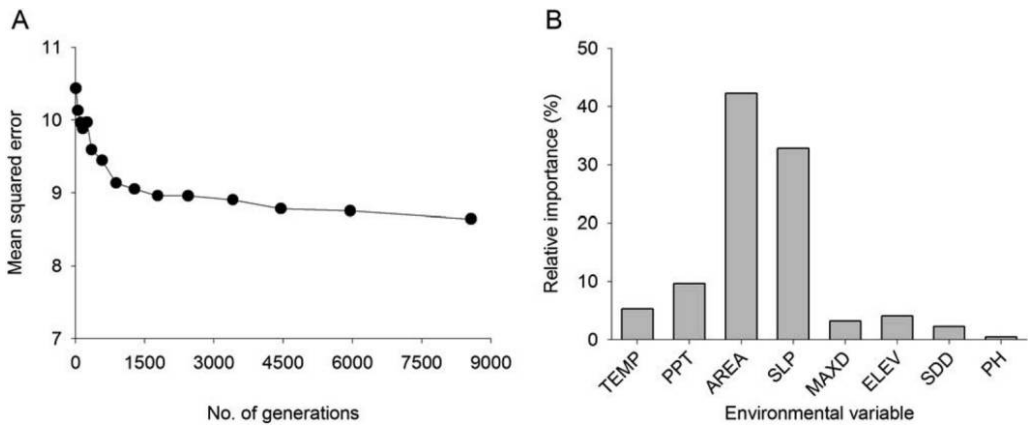 A
11
10
9
8
7
Mean squared error
0 1500 3000 4500 6000 7500 9000
No. of generations
B
50
40
30
20
10
0
Relative importance (%)
TEMP PPT AREA SLP MAXD ELEV SDD PH
Environmental variable